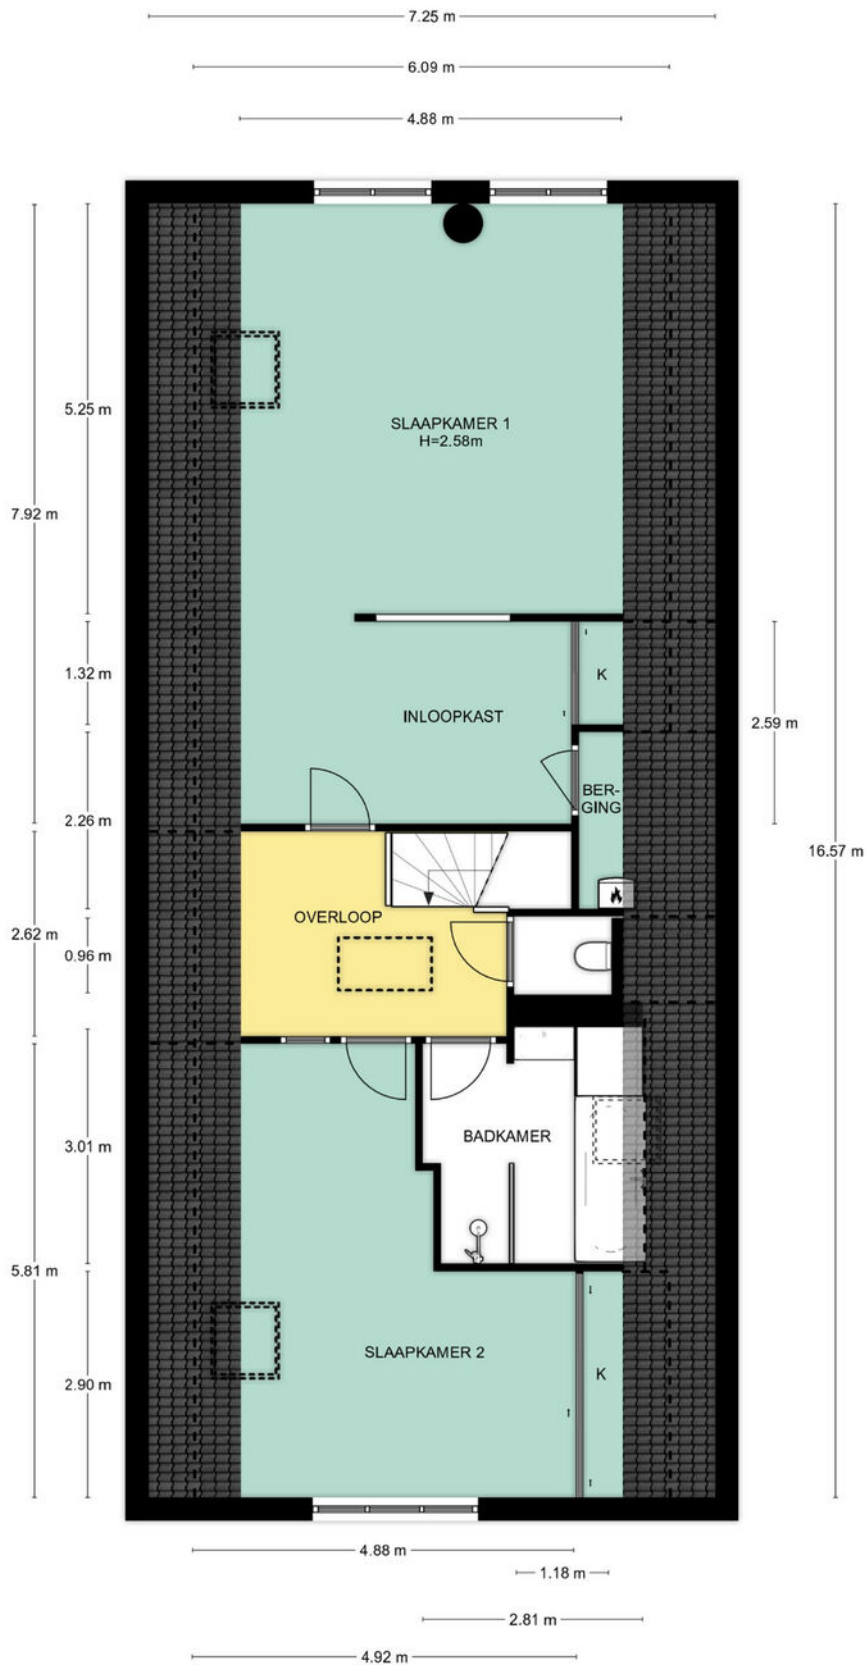 7.25 m
6.09 m
4.88 m
5.25 m
SLAAPKAMER 1
H=2.58m
7.92 m
1.32 m
K
INLOOPKAST
2.59 m
BER-
GING
2.26 m
16.57 m
OVERLOOP
2.62 m
0.96 m
BADKAMER
3.01 m
5.81 m
SLAAPKAMER 2
K
2.90 m
4.88 m
1.18 m
2.81 m
4.92 m